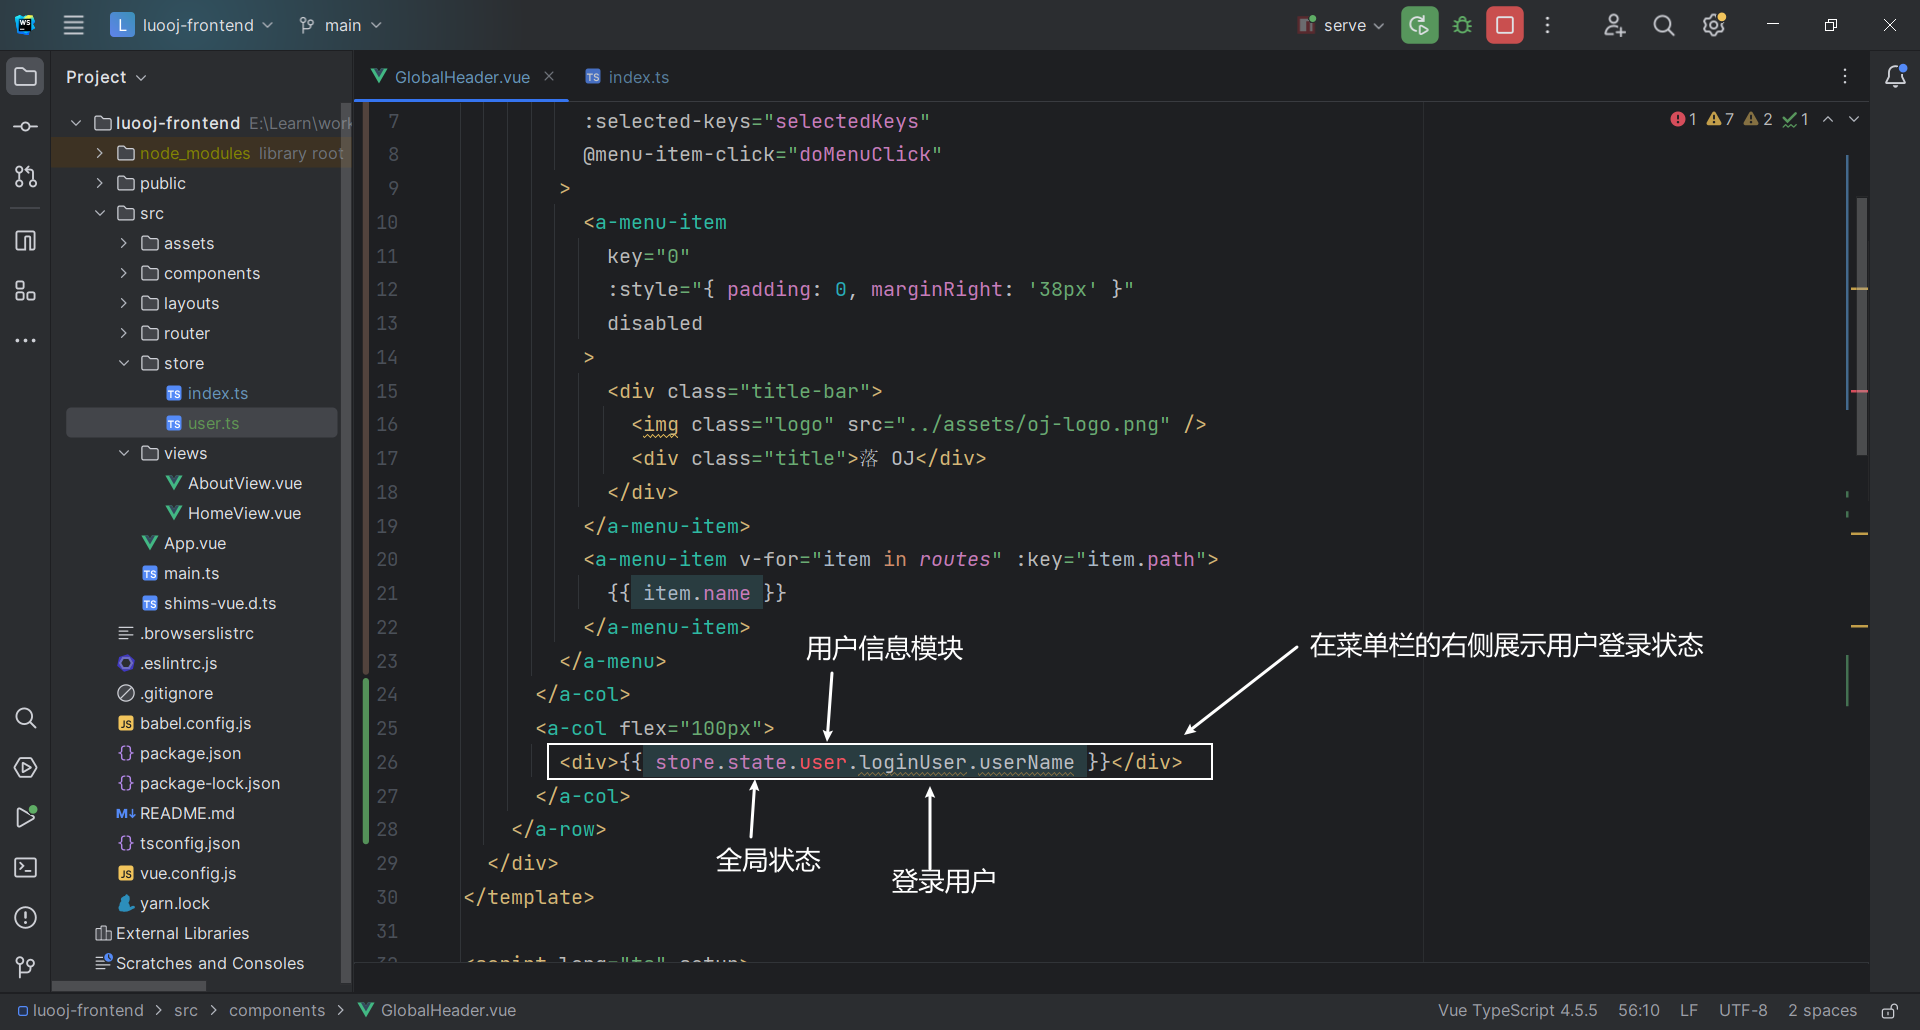 L luooj-frontend
main
serve
Project
GlobalHeader.vue
index.ts
luooj-frontend E:\Learn\work
node_modules library root
public
src
assets
components
layouts
router
store
index.ts
user.ts
views
AboutView.vue
HomeView.vue
App.vue
main.ts
shims-vue.d.ts
.browserslistrc
.eslintrc.js
.gitignore
babel.config.js
package.json
package-lock.json
README.md
tsconfig.json
vue.config.js
yarn.lock
External Libraries
Scratches and Consoles
1 7 2 1
7 :selected-keys="selectedKeys"
8 @menu-item-click="doMenuClick"
9 >
10 <a-menu-item
11 key="0"
12 :style="{ padding: 0, marginRight: '38px' }"
13 disabled
14 >
15 <div class="title-bar">
16 <img class="logo" src="../assets/oj-logo.png" />
17 <div class="title">落 OJ</div>
18 </div>
19 </a-menu-item>
20 <a-menu-item v-for="item in routes" :key="item.path">
21 {{ item.name }}
22 </a-menu-item>
用户信息模块
在菜单栏的右侧展示用户登录状态
23 </a-menu>
24 </a-col>
25 <a-col flex="100px">
26 <div>{{ store.state.user.loginUser.userName }}</div>
27 </a-col>
28 </a-row>
全局状态
登录用户
29 </div>
30 </template>
31
32 <script lang="ts" setup>
luooj-frontend > src > components > GlobalHeader.vue
Vue TypeScript 4.5.5 56:10 LF UTF-8 2 spaces